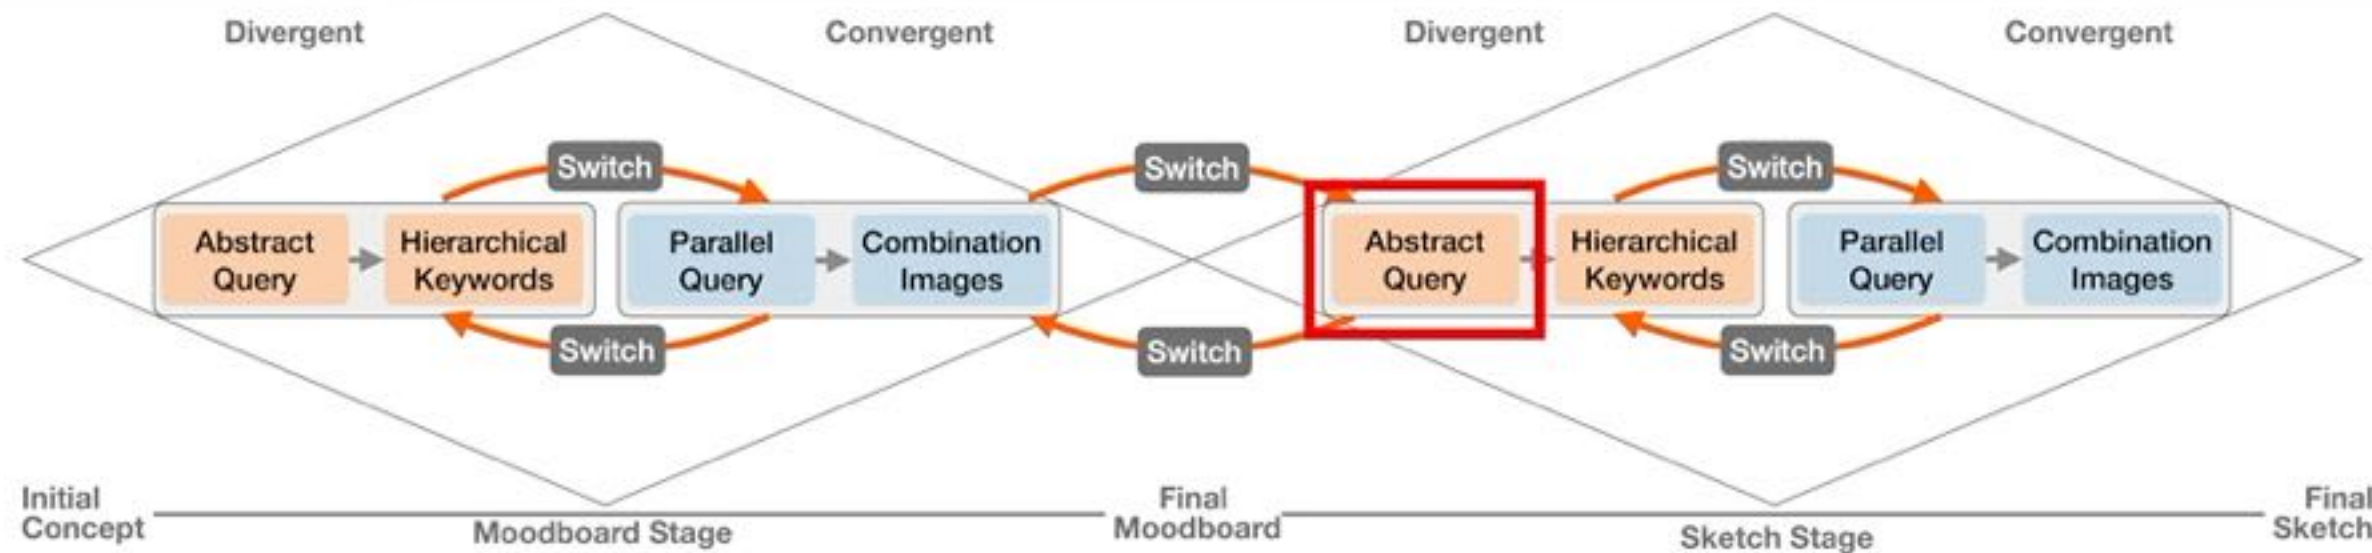 Divergent
Convergent
Divergent
Convergent
Switch
Switch
Switch
Abstract
Query
Hierarchical
Keywords
Parallel
Query
Combination
Images
Abstract
Query
Hierarchical
Keywords
Parallel
Query
Combination
Images
Switch
Switch
Switch
Initial
Concept
Moodboard Stage
Final
Moodboard
Sketch Stage
Final
Sketch